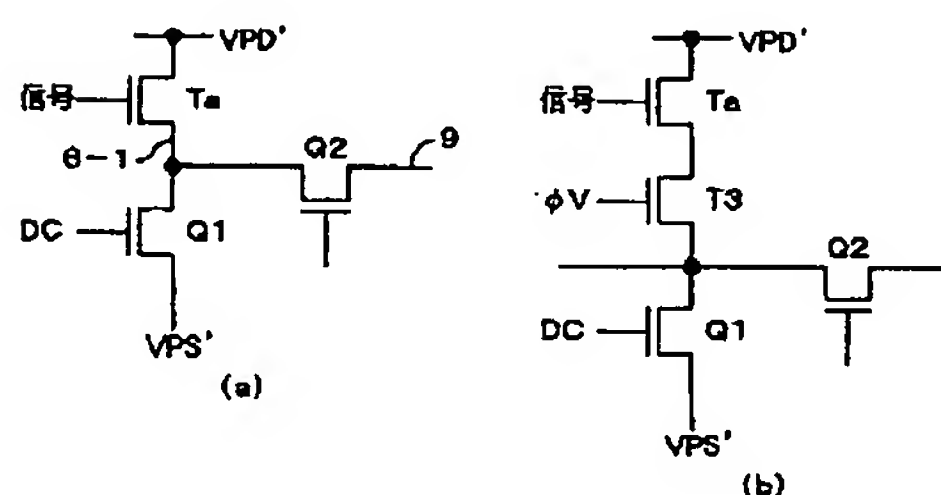 VPD'
信号
Ta
6-1
Q2
9
DC
Q1
VPS'
(a)
VPD'
信号
Ta
φV
T3
Q2
DC
Q1
VPS'
(b)